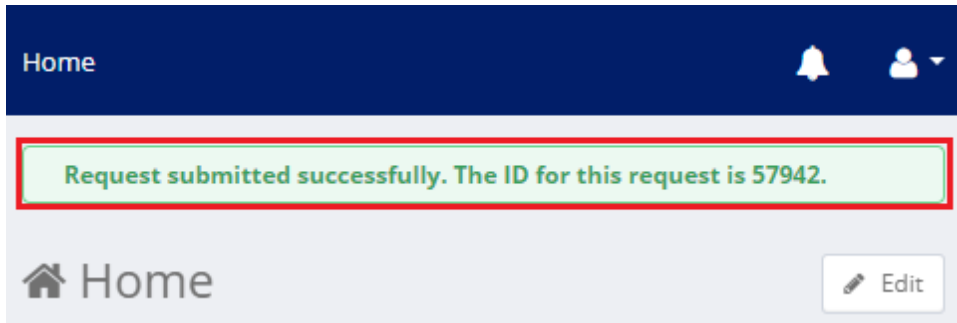 Home
Request submitted successfully. The ID for this request is 57942.
Home
Edit